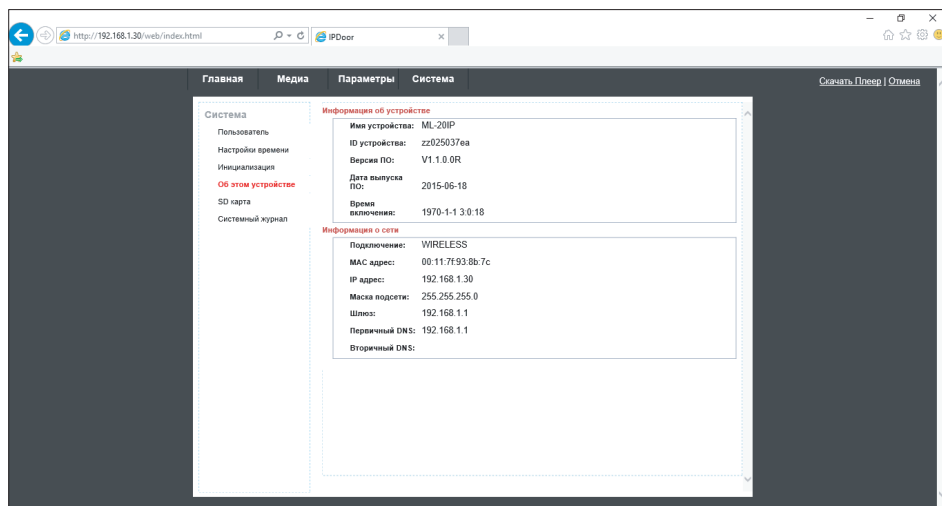 http://192.168.1.30/web/index.html
IPDoor
Главная Медиа Параметры Система
Скачать Плеер | Отмена
Система
Пользователь
Настройки времени
Инициализация
Об этом устройстве
SD карта
Системный журнал
Информация об устройстве
Имя устройства: ML-20IP
ID устройства: zz025037ea
Версия ПО: V1.1.0.0R
Дата выпуска
ПО: 2015-06-18
Время
включения: 1970-1-1 3:0:18
Информация о сети
Подключение: WIRELESS
MAC адрес: 00:11:7f:93:8b:7c
IP адрес: 192.168.1.30
Маска подсети: 255.255.255.0
Шлюз: 192.168.1.1
Первичный DNS: 192.168.1.1
Вторичный DNS: